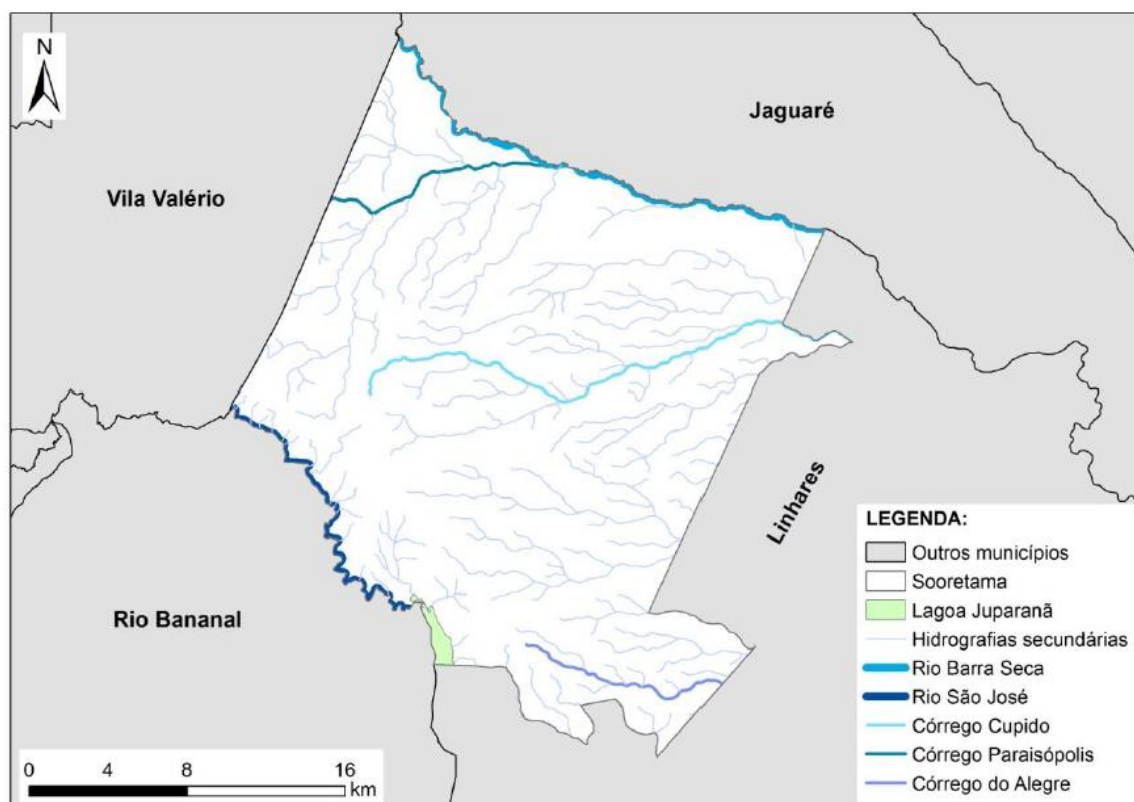 N
Jaguaré
Vila Valério
Linhares
Rio Bananal
LEGENDA:
Outros municípios
Sooretama
Lagoa Juparanã
Hidrografias secundárias
Rio Barra Seca
Rio São José
Córrego Cupido
Córrego Paraisópolis
Córrego do Alegre
0 4 8 16
km